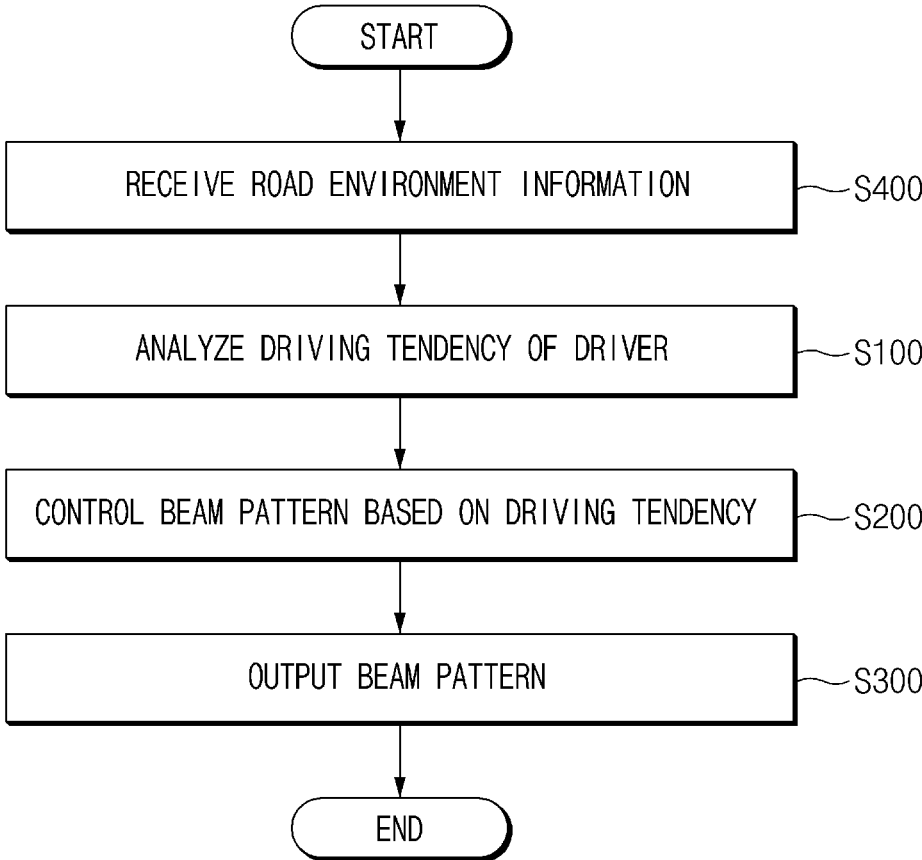 START
RECEIVE ROAD ENVIRONMENT INFORMATION
S400
ANALYZE DRIVING TENDENCY OF DRIVER
S100
CONTROL BEAM PATTERN BASED ON DRIVING TENDENCY
S200
OUTPUT BEAM PATTERN
S300
END